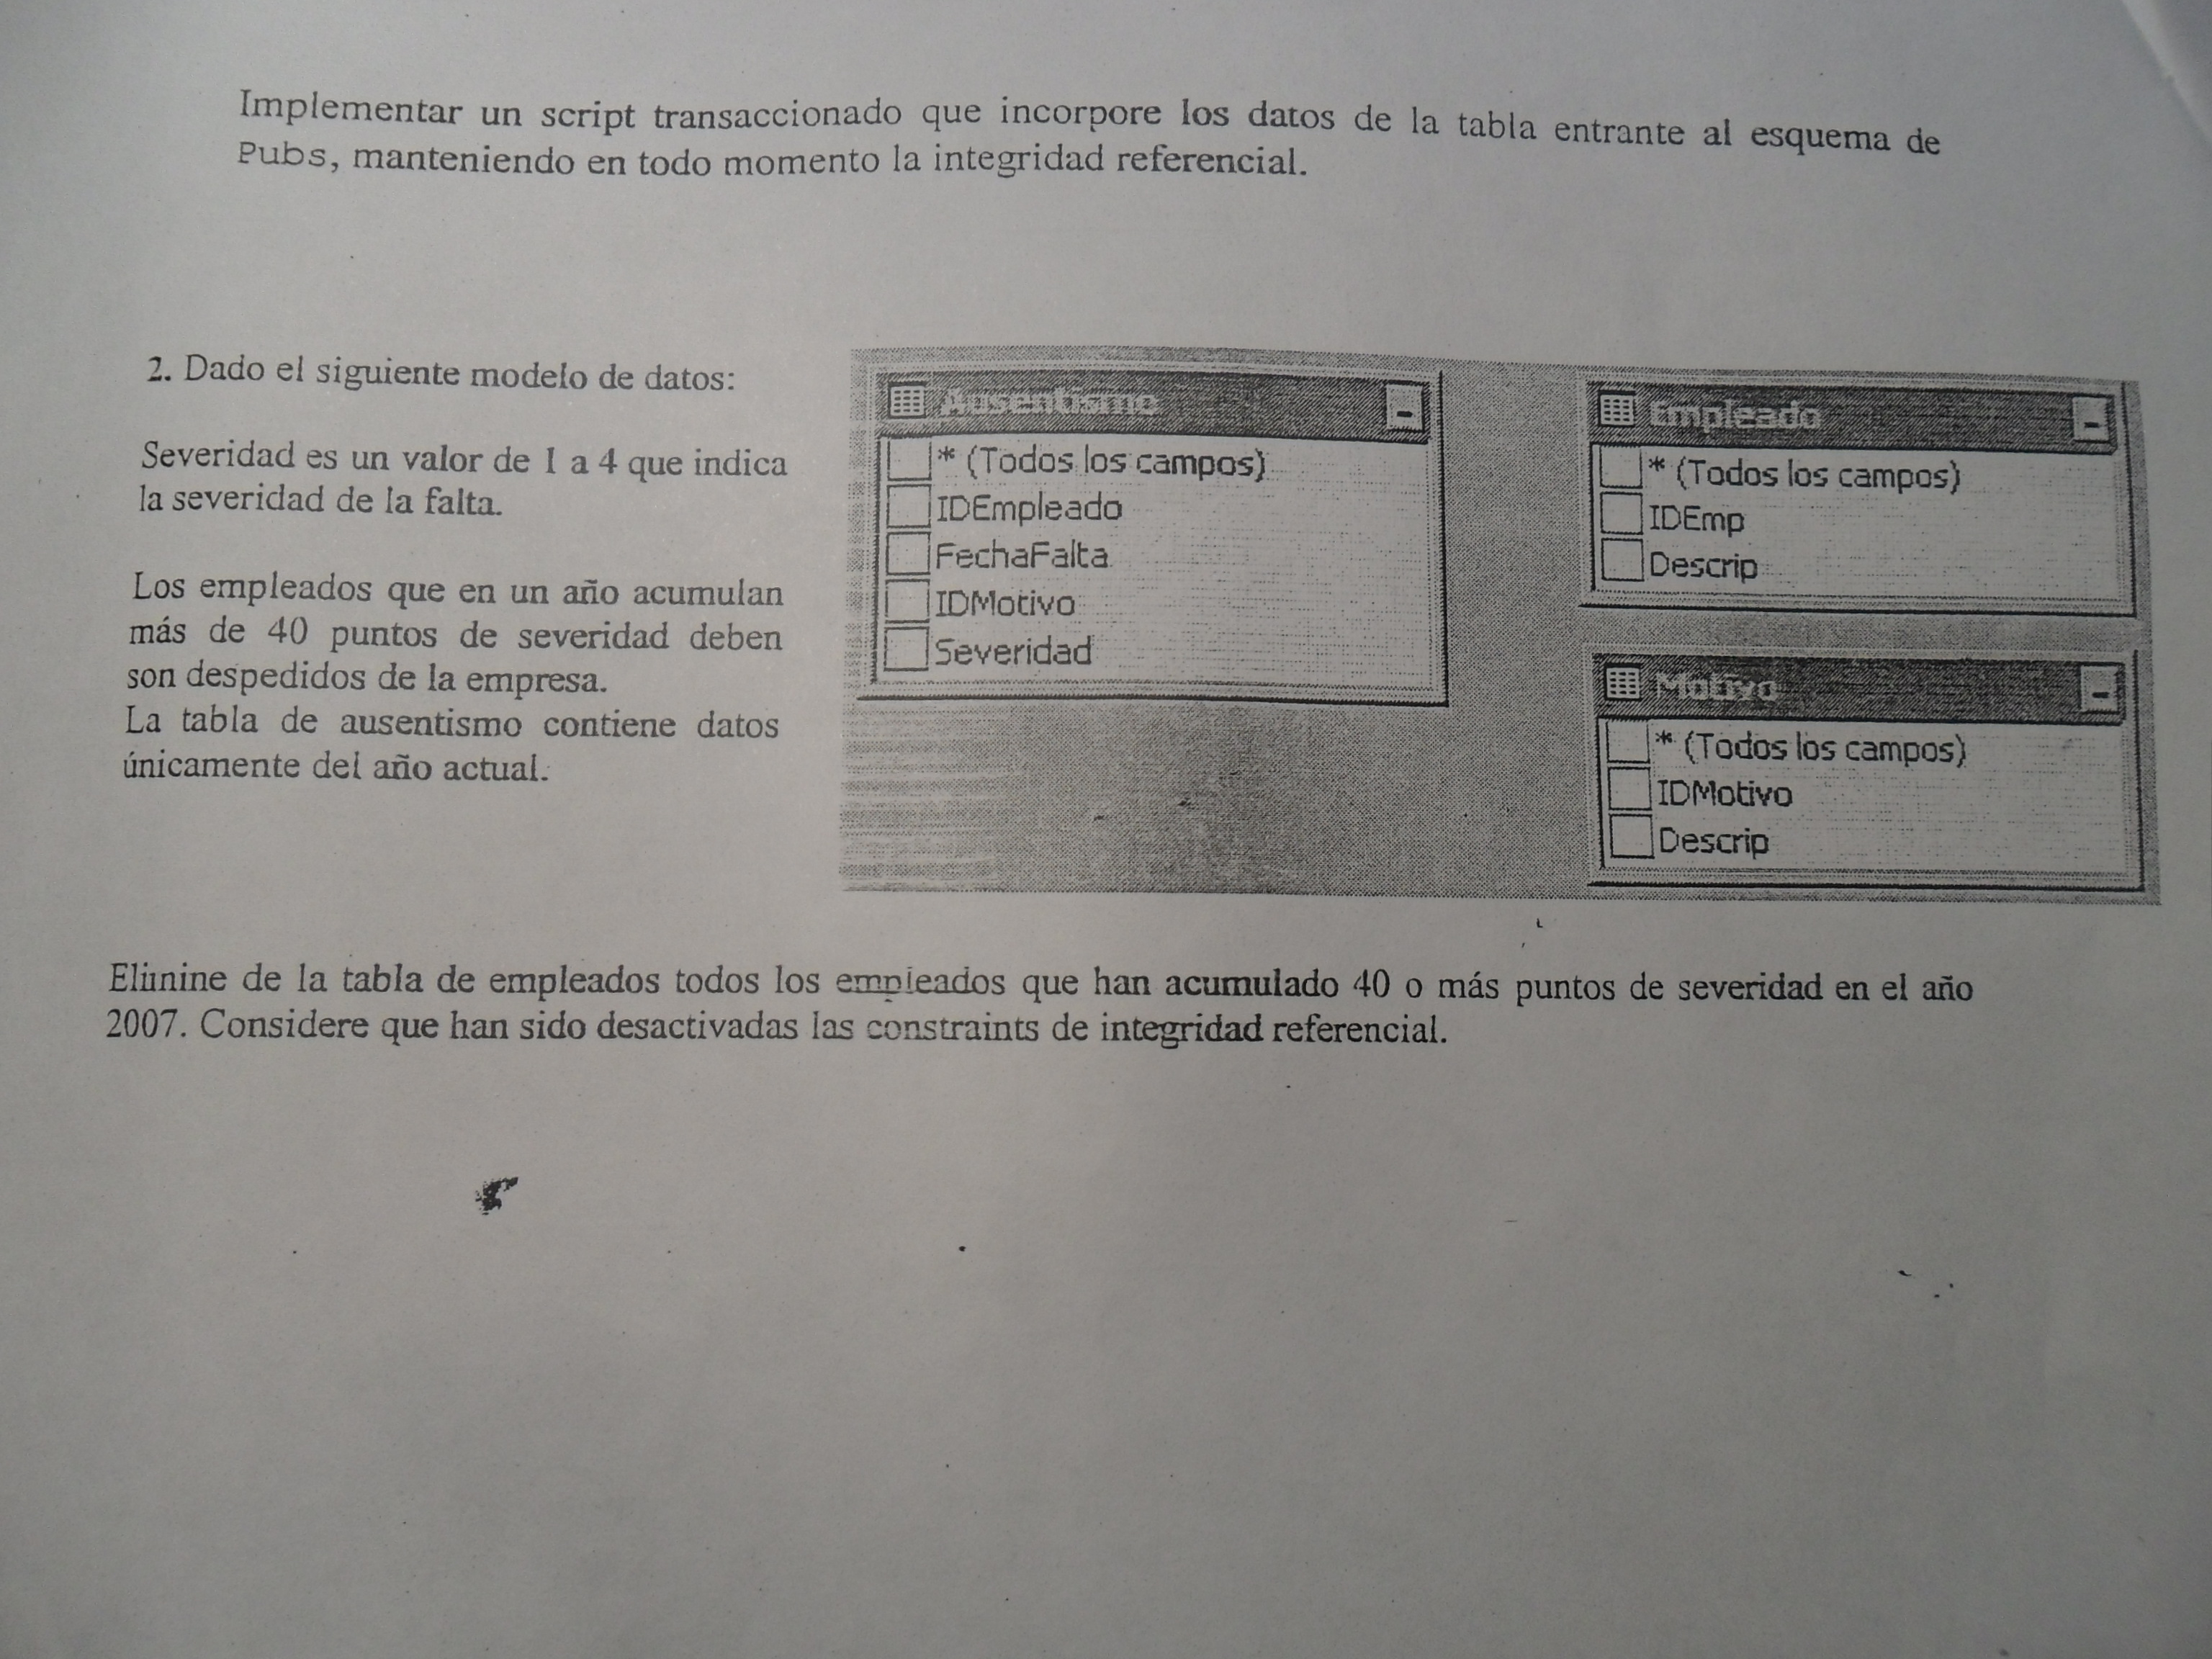 Implementar un script transaccionado que incorpore los datos de la tabla entrante al esquema de
Pubs, manteniendo en todo momento la integridad referencial.
2. Dado el siguiente modelo de datos:
Severidad es un valor de 1 a 4 que indica
la severidad de la falta.
Los empleados que en un año acumulan
más de 40 puntos de severidad deben
son despedidos de la empresa.
La tabla de ausentismo contiene datos
únicamente del año actual.
Ausentismo
* (Todos los campos)
IDEmpleado
FechaFalta
IDMotivo
Severidad
Empleado
* (Todos los campos)
IDEmp
Descrip
Motivo
* (Todos los campos)
IDMotivo
Descrip
Elimine de la tabla de empleados todos los empleados que han acumulado 40 o más puntos de severidad en el año
2007. Considere que han sido desactivadas las constraints de integridad referencial.